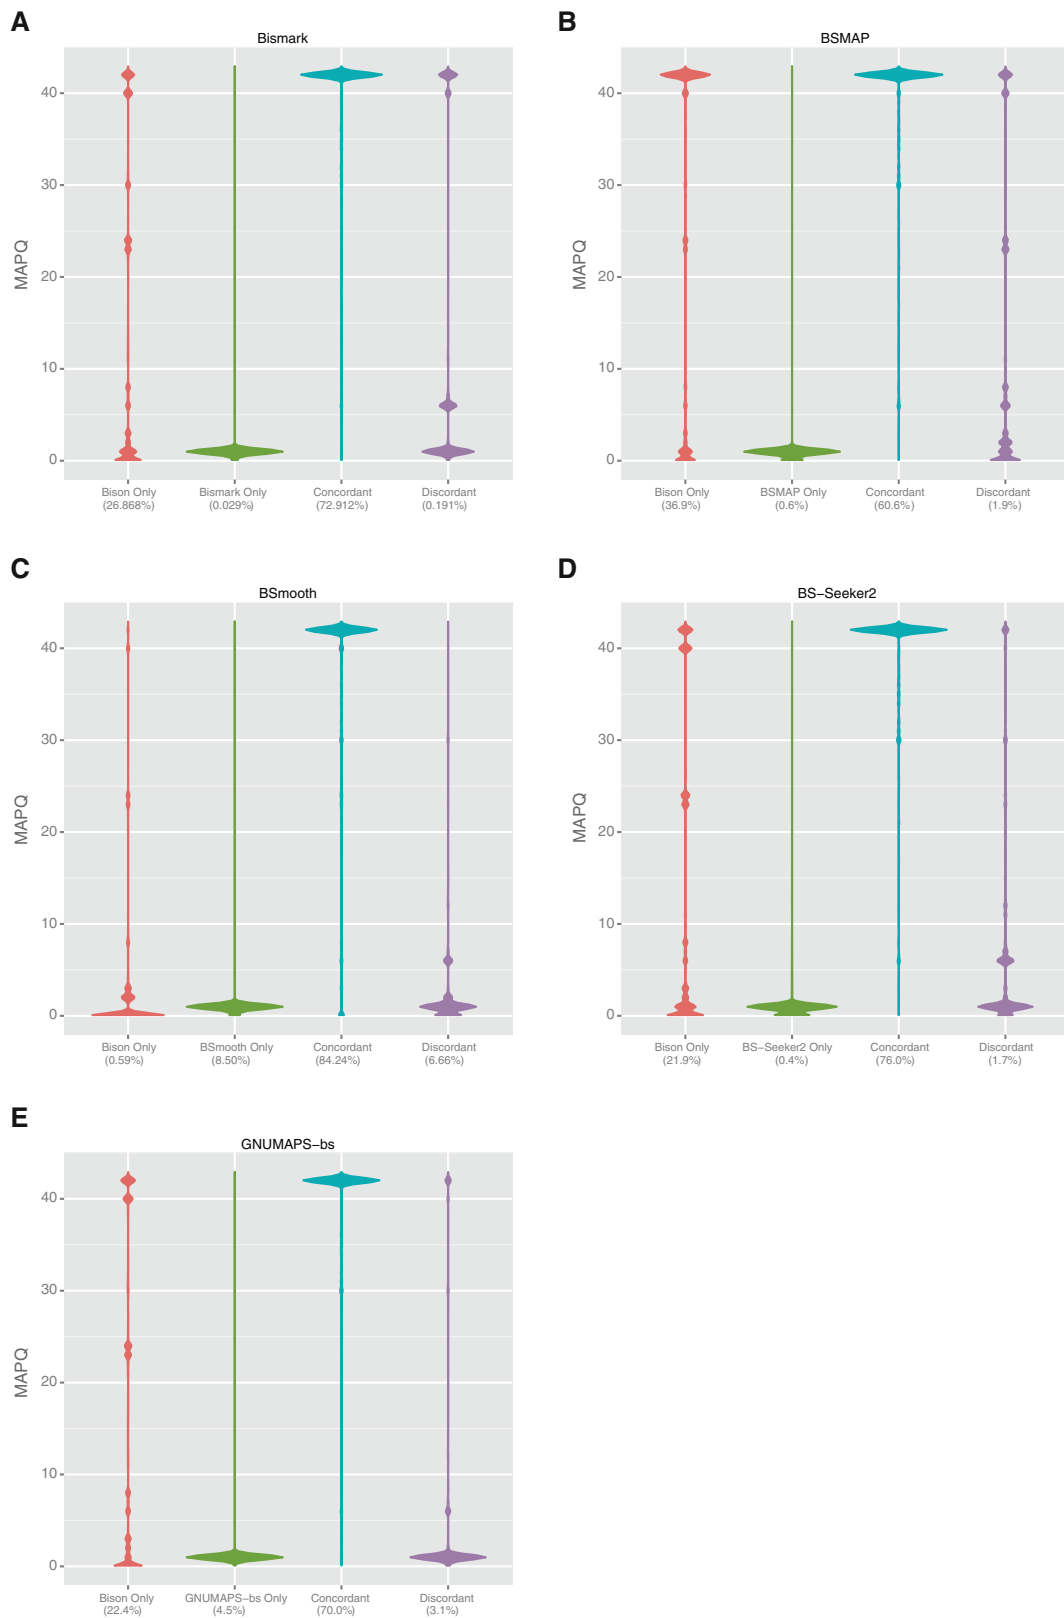 A
Bismark
MAPQ
40
30
20
10
0
Bison Only
(26.868%)
Bismark Only
(0.029%)
Concordant
(72.912%)
Discordant
(0.191%)
B
BSMAP
MAPQ
40
30
20
10
0
Bison Only
(36.9%)
BSMAP Only
(0.6%)
Concordant
(60.6%)
Discordant
(1.9%)
C
BSmooth
MAPQ
40
30
20
10
0
Bison Only
(0.59%)
BSmooth Only
(8.50%)
Concordant
(84.24%)
Discordant
(6.66%)
D
BS−Seeker2
MAPQ
40
30
20
10
0
Bison Only
(21.9%)
BS−Seeker2 Only
(0.4%)
Concordant
(76.0%)
Discordant
(1.7%)
E
GNUMAPS−bs
MAPQ
40
30
20
10
0
Bison Only
(22.4%)
GNUMAPS−bs Only
(4.5%)
Concordant
(70.0%)
Discordant
(3.1%)